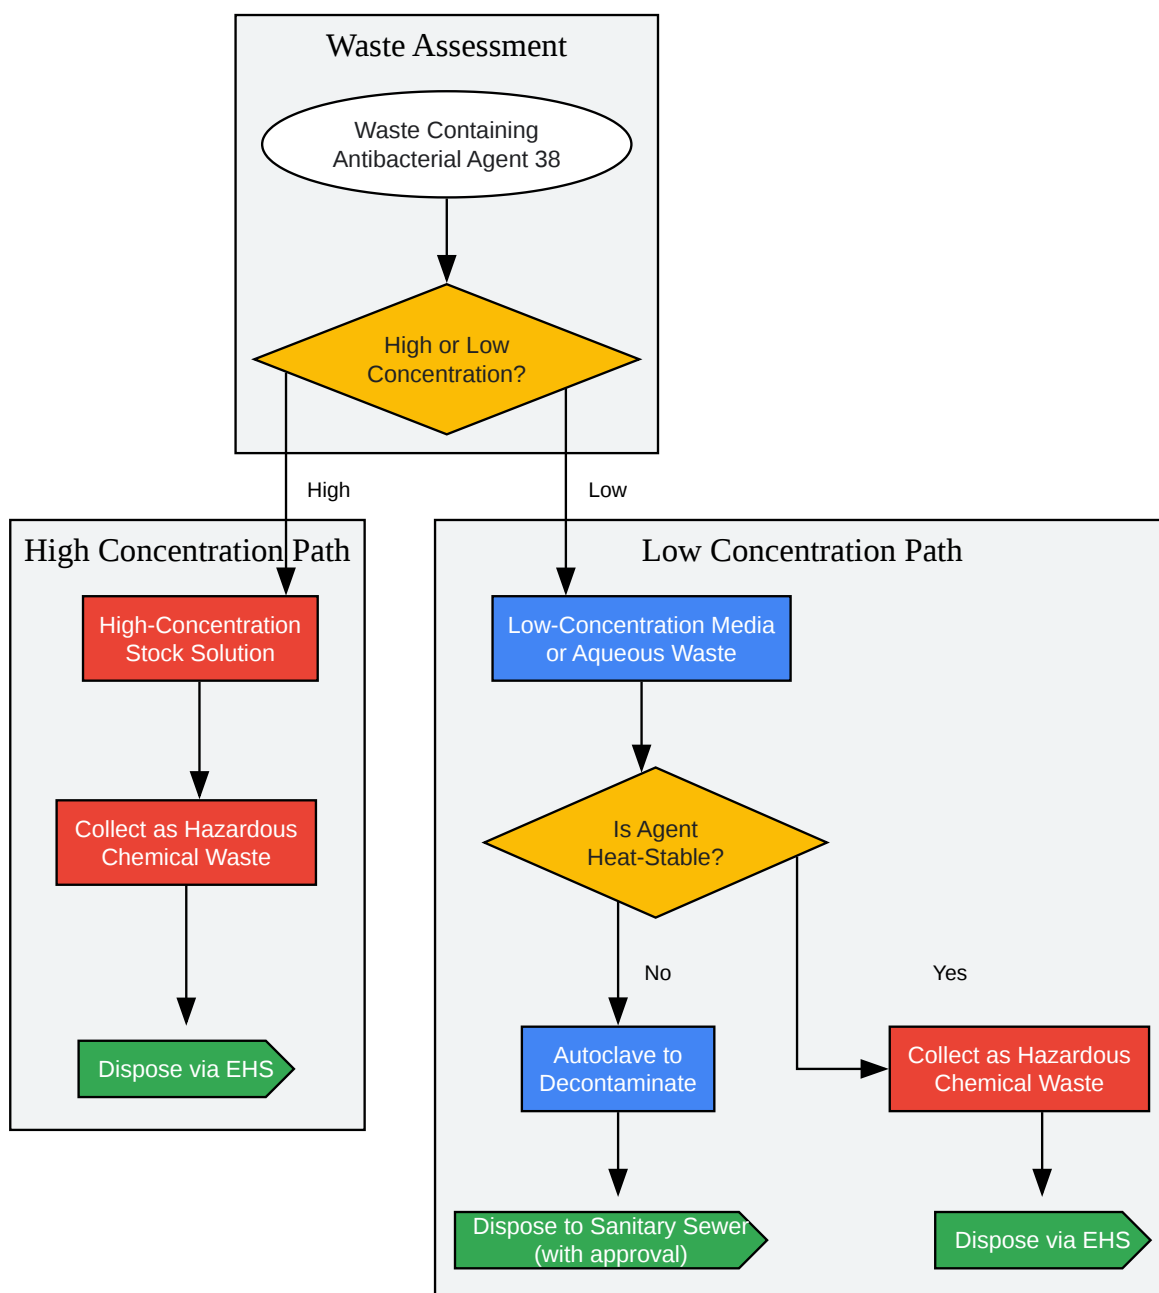 Waste Assessment
Waste Containing
Antibacterial Agent 38
High or Low
Concentration?
High
Low
High Concentration Path
High-Concentration
Stock Solution
Collect as Hazardous
Chemical Waste
Dispose via EHS
Low Concentration Path
Low-Concentration Media
or Aqueous Waste
Is Agent
Heat-Stable?
No
Yes
Autoclave to
Decontaminate
Collect as Hazardous
Chemical Waste
Dispose to Sanitary Sewer
(with approval)
Dispose via EHS